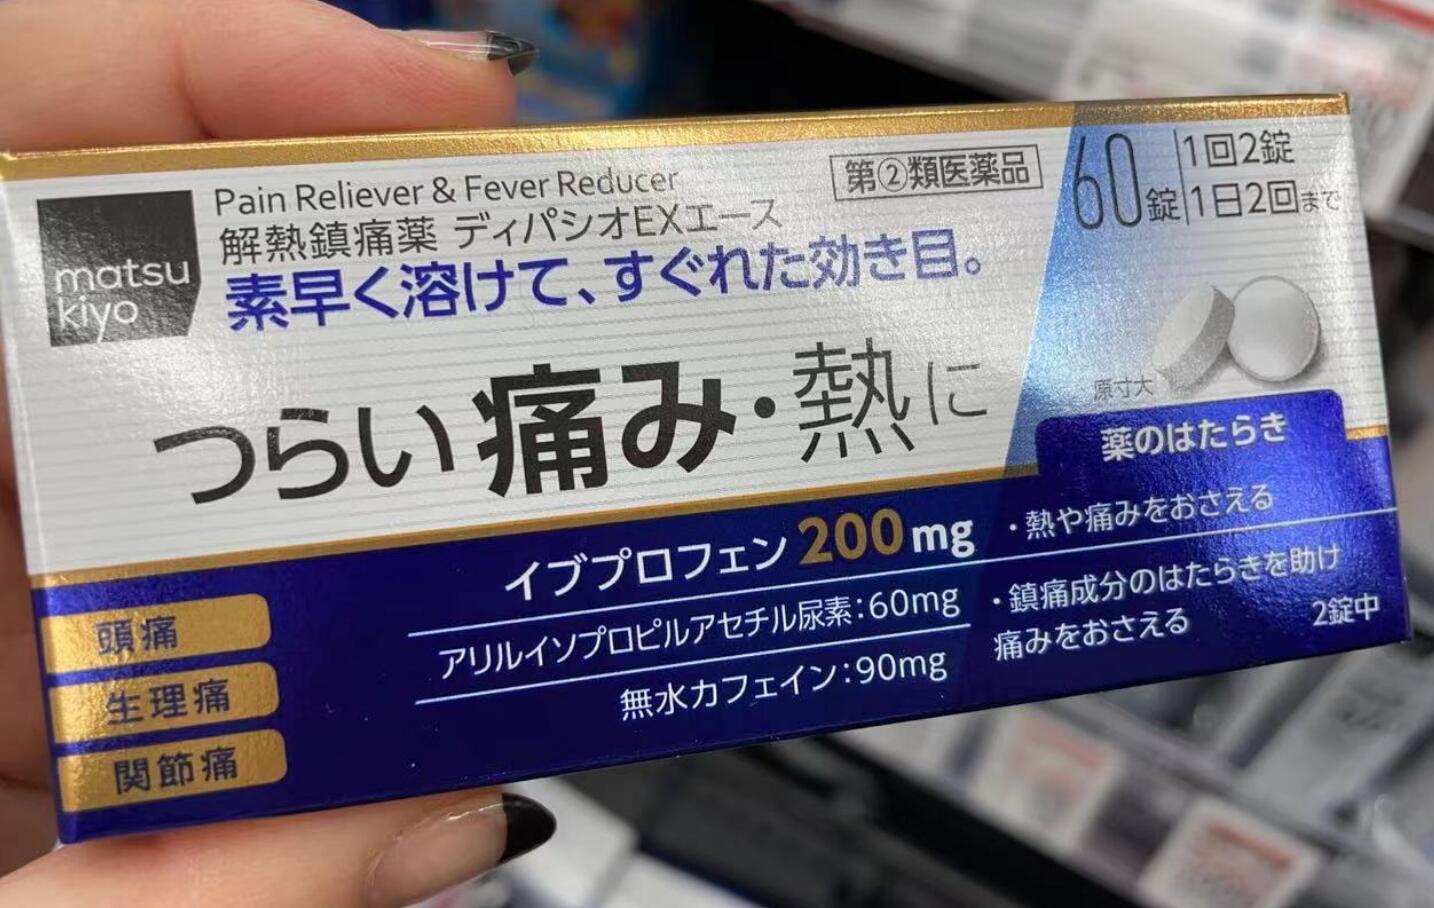 matsu
kiyo
Pain Reliever & Fever Reducer
解熱鎮痛薬 ディパシオEXエース
第②類医薬品
60錠
1回2錠
1日2回まで
素早く溶けて、すぐれた効き目。
つらい痛み・熱に
原寸大
薬のはたらき
イブプロフェン200mg
・熱や痛みをおさえる
アリルイソプロピルアセチル尿素:60mg
無水カフェイン:90mg
・鎮痛成分のはたらきを助け
痛みをおさえる
2錠中
頭痛
生理痛
関節痛